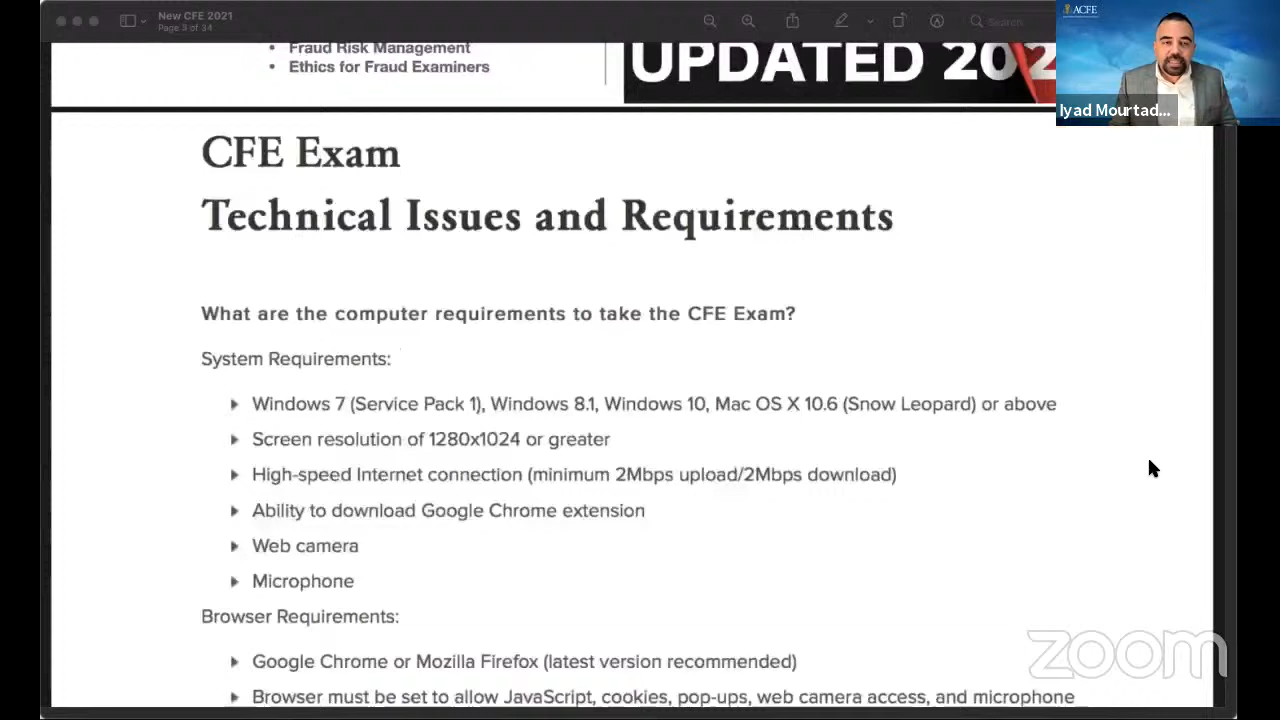 New CFE 2021
Page 3 of 34
Search
ACFE
Iyad Mourtad...
• Fraud Risk Management
• Ethics for Fraud Examiners
UPDATED 202
CFE Exam
Technical Issues and Requirements
What are the computer requirements to take the CFE Exam?
System Requirements:
Windows 7 (Service Pack 1), Windows 8.1, Windows 10, Mac OS X 10.6 (Snow Leopard) or above
Screen resolution of 1280x1024 or greater
High-speed Internet connection (minimum 2Mbps upload/2Mbps download)
Ability to download Google Chrome extension
Web camera
Microphone
Browser Requirements:
Google Chrome or Mozilla Firefox (latest version recommended)
Browser must be set to allow JavaScript, cookies, pop-ups, web camera access, and microphone
zoom